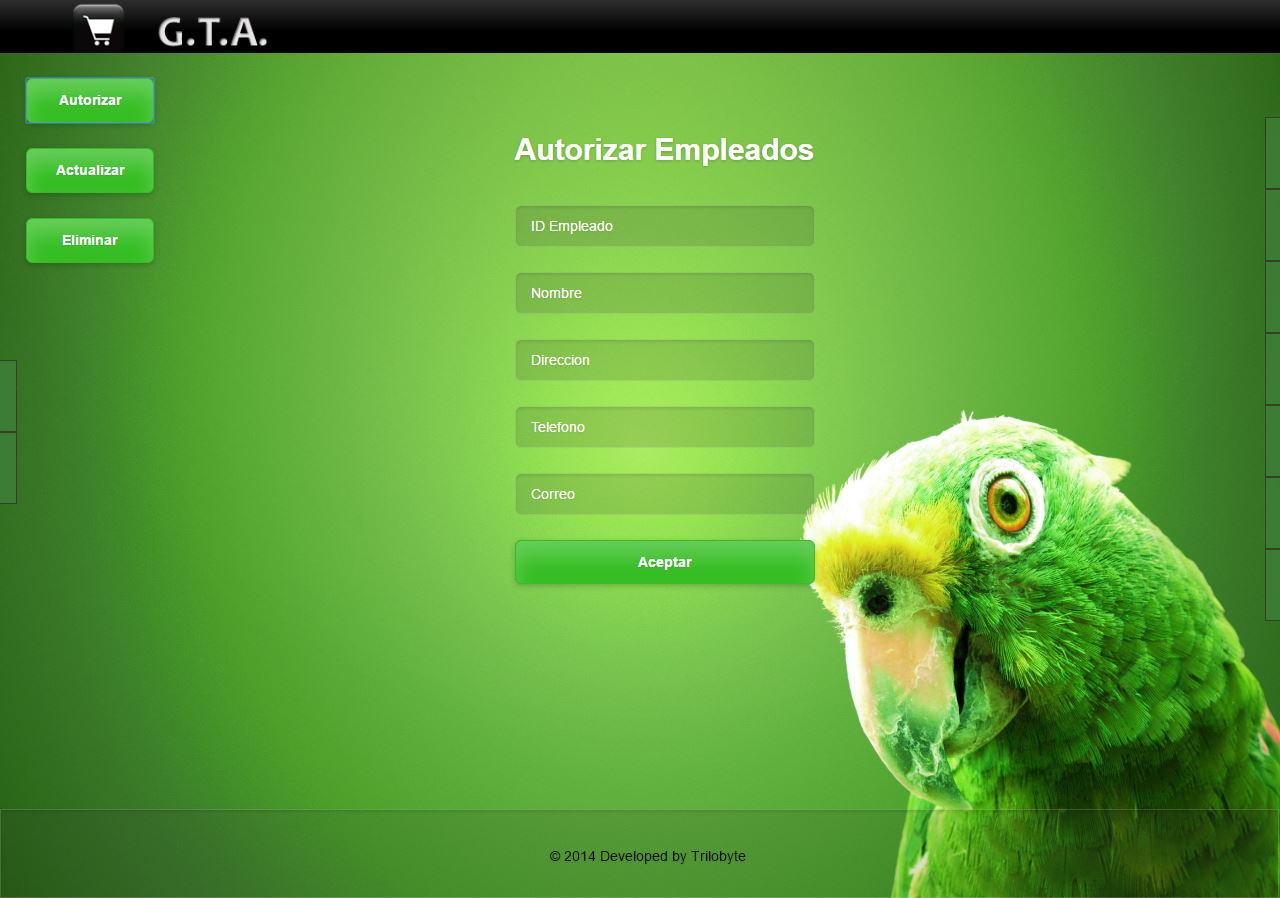 G.T.A.
Autorizar
Actualizar
Eliminar
Autorizar Empleados
ID Empleado
Nombre
Direccion
Telefono
Correo
Aceptar
© 2014 Developed by Trilobyte